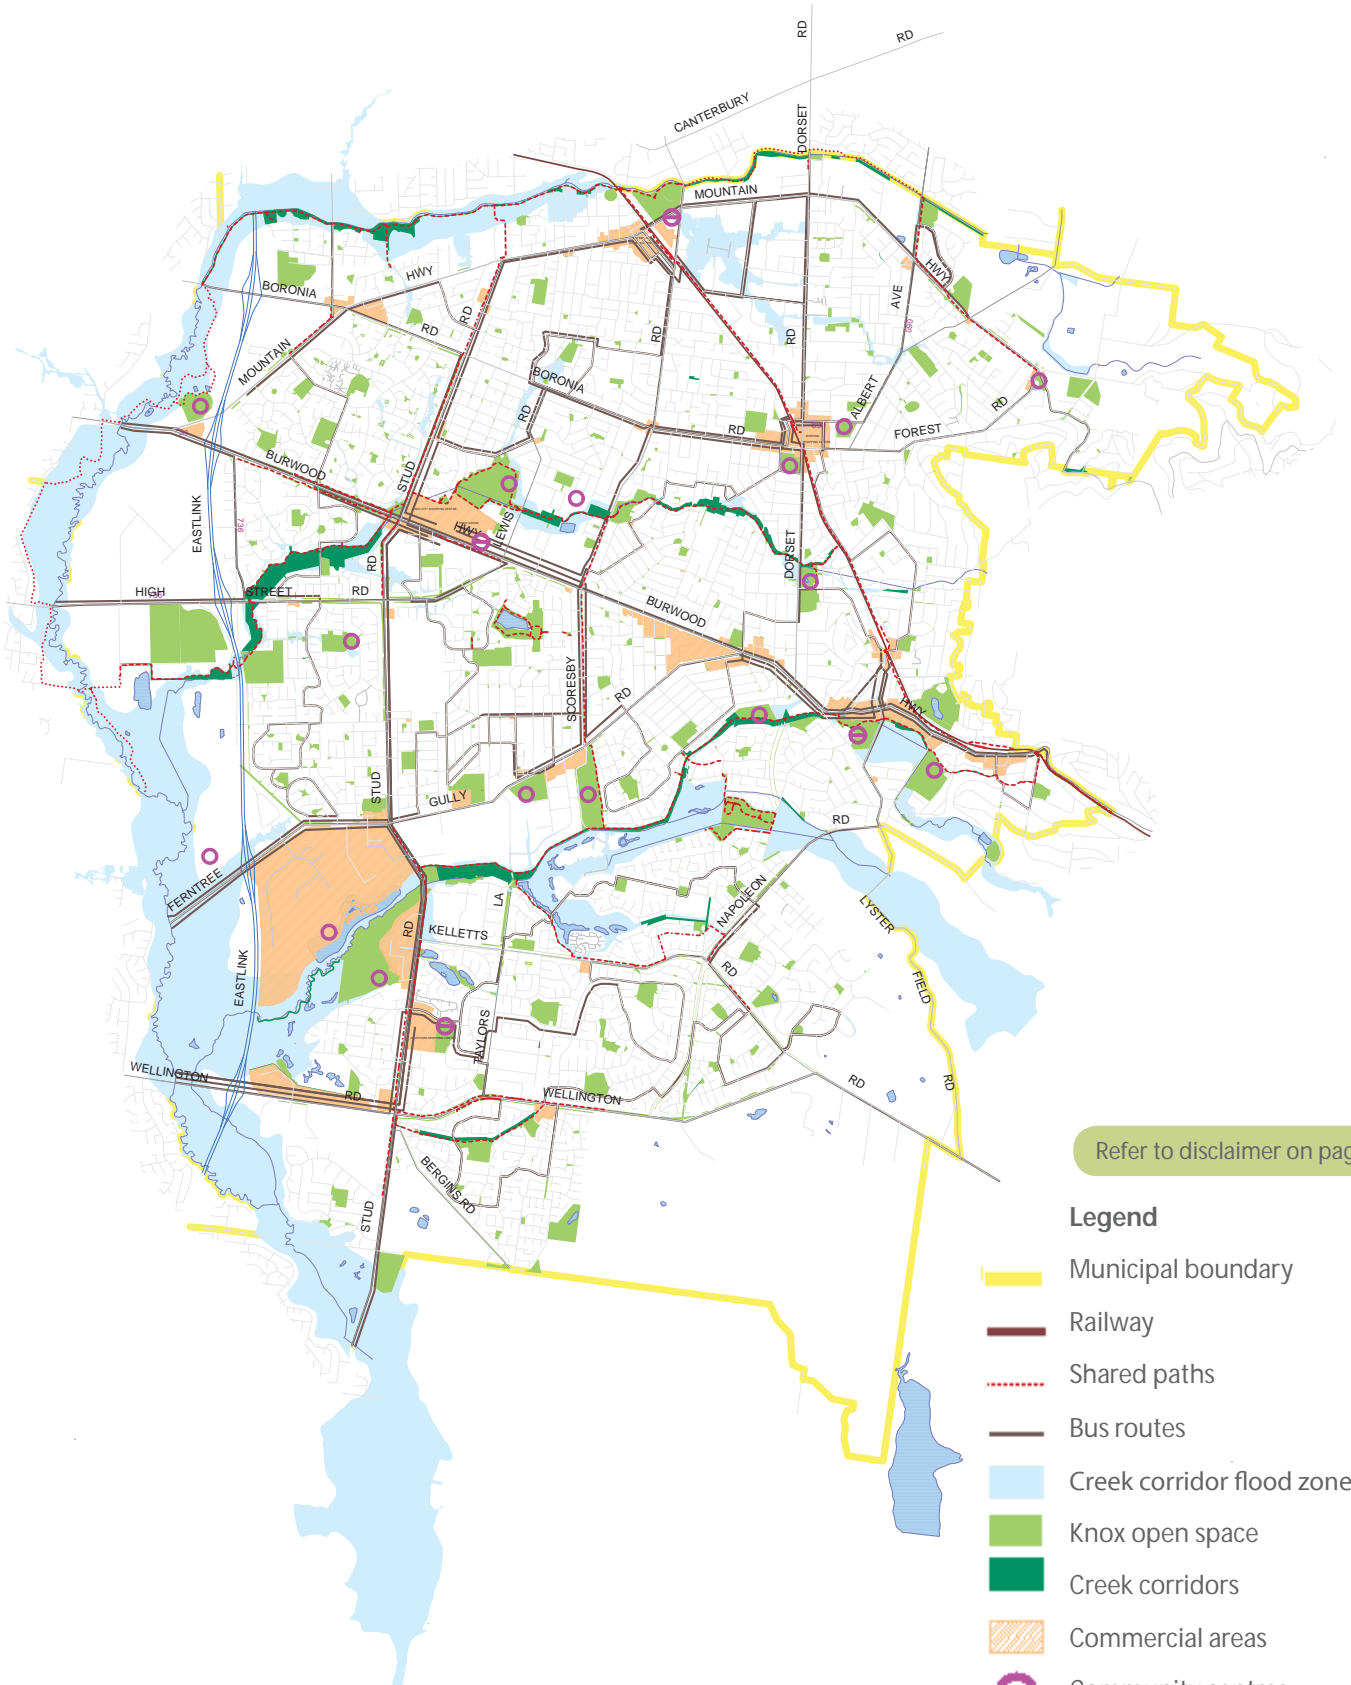 RD
RD
CANTERBURY
DORSET
MOUNTAIN
HWY
HWY
BORONIA
RD
RD
AVE
690
RD
RD
MOUNTAIN
BORONIA
RD
ALBERT
RD
RD
FOREST
BURWOOD
STUD
EASTLINK
736
HWY
LEWIS
RD
DORSET
HIGH
STREET
RD
BURWOOD
SCORESBY
RD
HWY
STUD
GULLY
RD
FERNTREE
LA
NAPOLEON
LYSTER
RD
KELLETTS
RD
FIELD
EASTLINK
TAYLORS
WELLINGTON
RD
WELLINGTON
RD
RD
BERGINS RD
STUD
Refer to disclaimer on pag
Legend
Municipal boundary
Railway
Shared paths
Bus routes
Creek corridor flood zone
Knox open space
Creek corridors
Commercial areas
Community centres